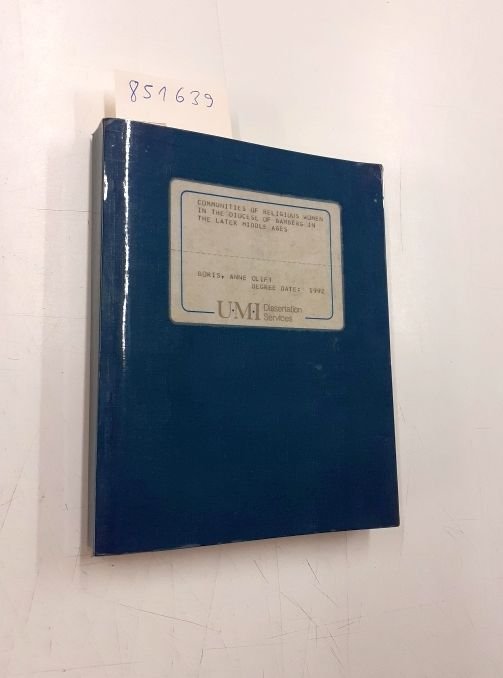 851639
COMMUNITIES OF RELIGIOUS WOMEN
IN THE DIOCESE OF BAMBERG IN
THE LATER MIDDLE AGES
BORIS, ANNE CLIFT
DEGREE DATE: 1992
U·M·I Dissertation
Services